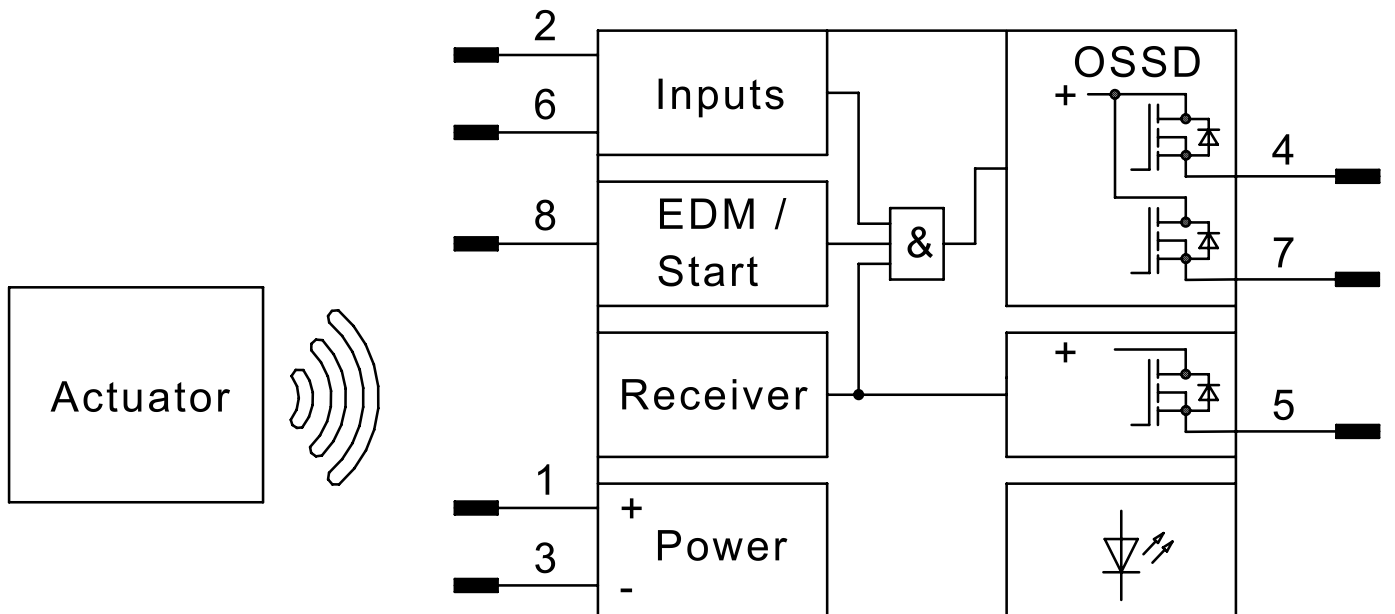 2
Inputs
OSSD
+
6
4
8
EDM /
Start
&
7
Actuator
Receiver
+
5
1
+
Power
3
-